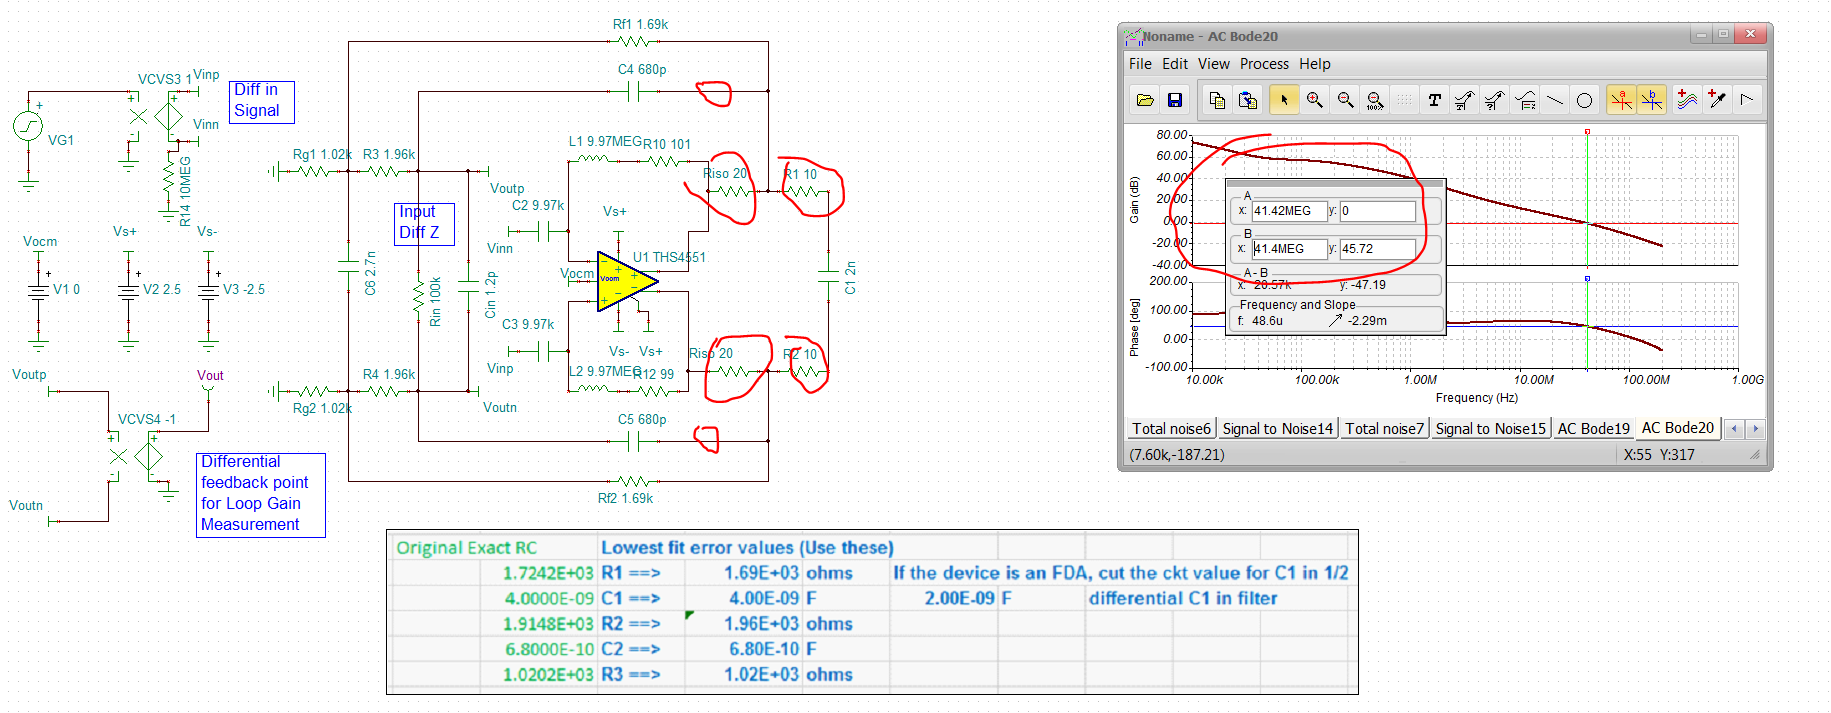 Rf1 1.69k
C4 680p
VCVS3 1
Vinp
Diff in
Signal
VG1
Vinn
R14 10MEG
Rg1 1.02k
R3 1.96k
L1 9.97MEG
R10 101
Riso 20
R1 10
Voutp
Input
Diff Z
C2 9.97k
Vs+
Vinn
Vocm
Vs+
Vs-
U1 THS4551
Vocm
Vocm
C6 2.7n
Rin 100k
Cin 1.2p
C1 2n
V1 0
V2 2.5
V3 -2.5
C3 9.97k
Vs-
Vs+
Riso 20
R2 10
Vinp
Voutp
Vout
R4 1.96k
L2 9.97MEG
R12 99
Rg2 1.02k
Voutn
VCVS4 -1
C5 680p
Differential
feedback point
for Loop Gain
Measurement
Voutn
Rf2 1.69k
Noname - AC Bode20
File Edit View Process Help
100%
T
a
b
80.00
60.00
40.00
20.00
0.00
-20.00
-40.00
Gain (dB)
A
x: 41.42MEG y: 0
B
x: 41.4MEG y: 45.72
A - B
x: 20.57k y: -47.19
Frequency and Slope
f: 48.6u -2.29m
200.00
100.00
0.00
-100.00
Phase [deg]
10.00k 100.00k 1.00M 10.00M 100.00M 1.00G
Frequency (Hz)
Total noise6 Signal to Noise14 Total noise7 Signal to Noise15 AC Bode19 AC Bode20
(7.60k,-187.21) X:55 Y:317
Original Exact RC Lowest fit error values (Use these)
1.7242E+03 R1 ==> 1.69E+03 ohms If the device is an FDA, cut the ckt value for C1 in 1/2
4.0000E-09 C1 ==> 4.00E-09 F 2.00E-09 F differential C1 in filter
1.9148E+03 R2 ==> 1.96E+03 ohms
6.8000E-10 C2 ==> 6.80E-10 F
1.0202E+03 R3 ==> 1.02E+03 ohms